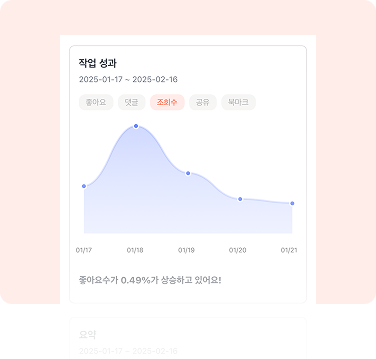 작업 성과
2025-01-17 ~ 2025-02-16
좋아요 댓글 조회수 공유 북마크
01/17 01/18 01/19 01/20 01/21
좋아요수가 0.49%가 상승하고 있어요!
요약
2025-01-17 ~ 2025-02-16